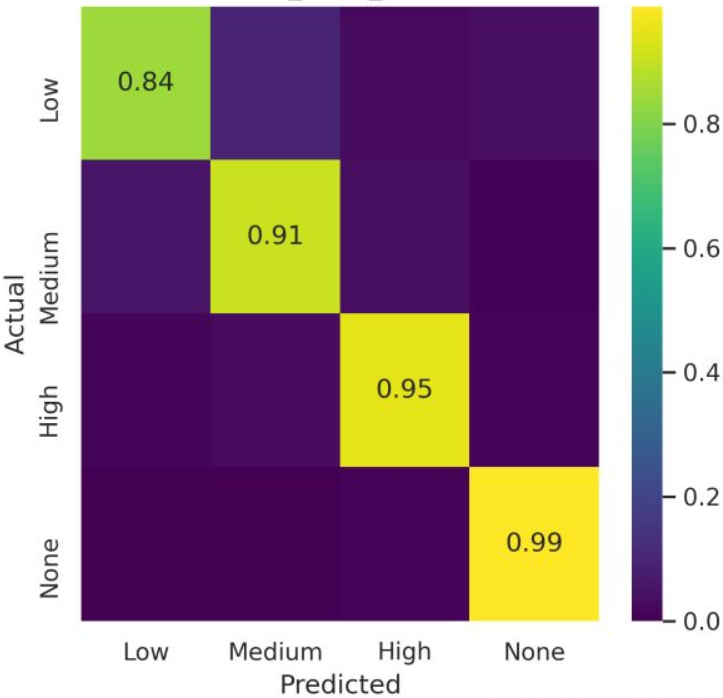 Low
0.84
0.8
Medium
0.91
0.6
Actual
High
0.95
0.4
0.2
None
0.99
0.0
Low Medium High None
Predicted